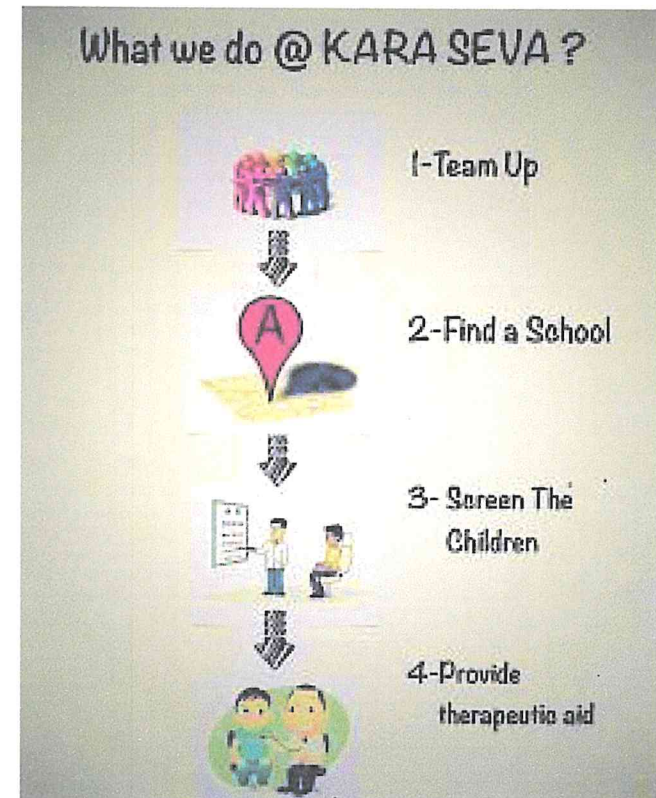 What we do @ KARA SEVA ?
1-Team Up
A
2-Find a School
3- Screen The
Children
4-Provide
therapeutic aid